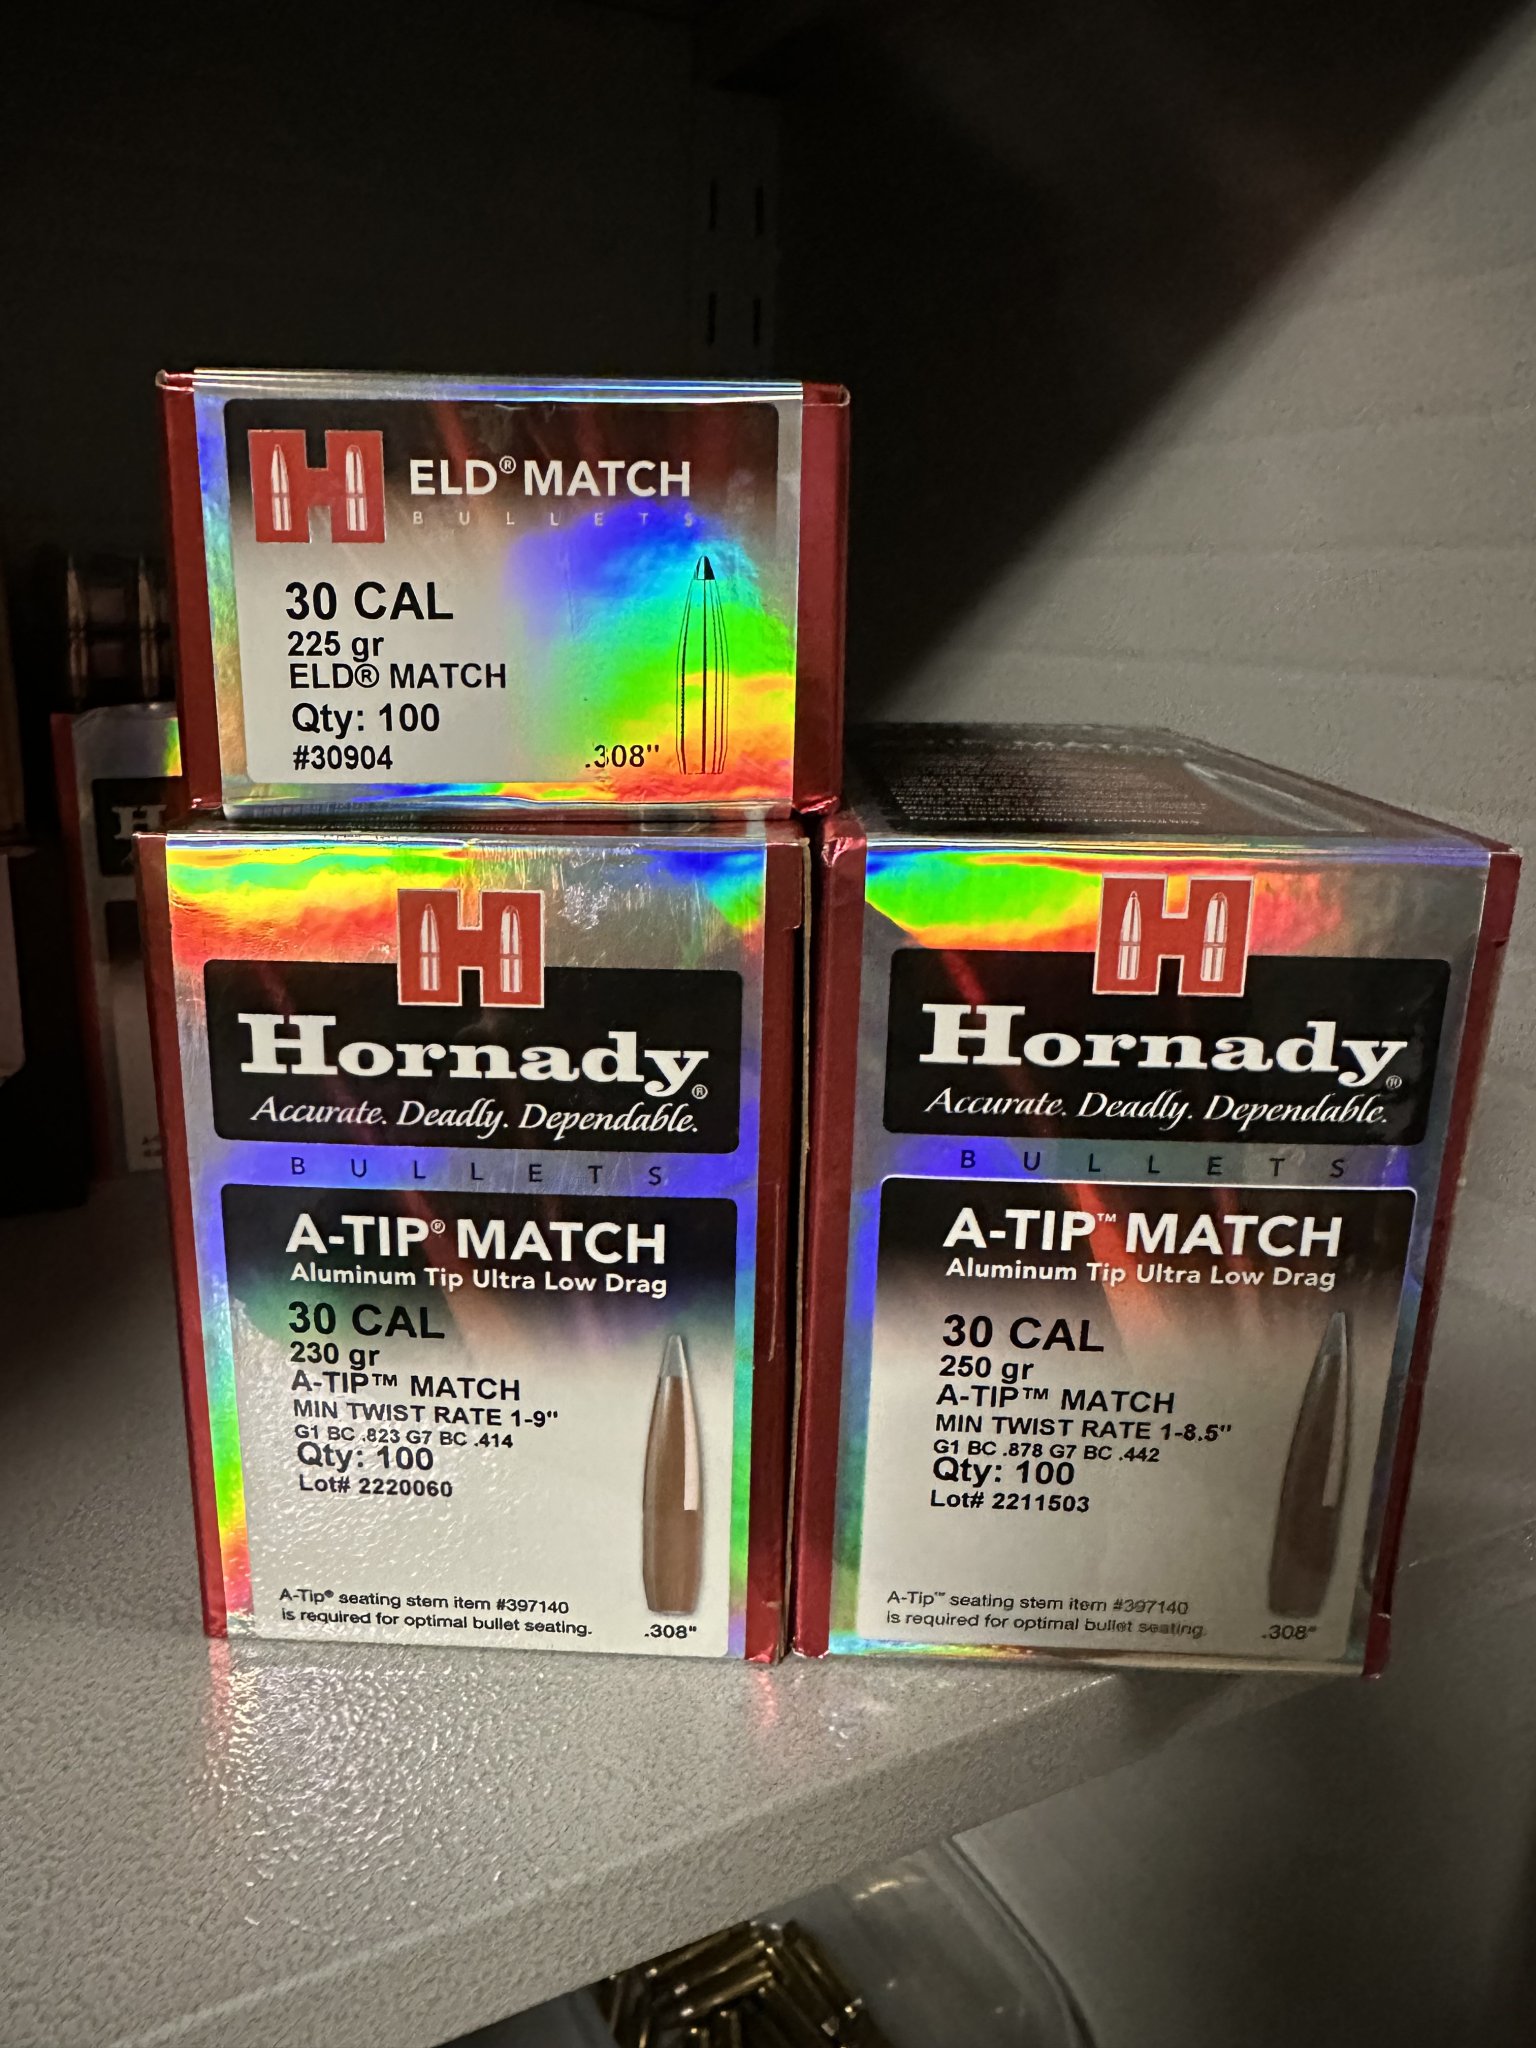 ELD® MATCH
BULLETS
30 CAL
225 gr
ELD® MATCH
Qty: 100
#30904
.308"
Hornady®
Accurate. Deadly. Dependable.
BULLETS
A-TIP® MATCH
Aluminum Tip Ultra Low Drag
30 CAL
230 gr
A-TIP™ MATCH
MIN TWIST RATE 1-9"
G1 BC .823 G7 BC .414
Qty: 100
Lot# 2220060
A-Tip® seating stem item #397140
is required for optimal bullet seating.
.308"
Hornady®
Accurate. Deadly. Dependable.
BULLETS
A-TIP™ MATCH
Aluminum Tip Ultra Low Drag
30 CAL
250 gr
A-TIP™ MATCH
MIN TWIST RATE 1-8.5"
G1 BC .878 G7 BC .442
Qty: 100
Lot# 2211503
A-Tip™ seating stem item #397140
is required for optimal bullet seating.
.308"